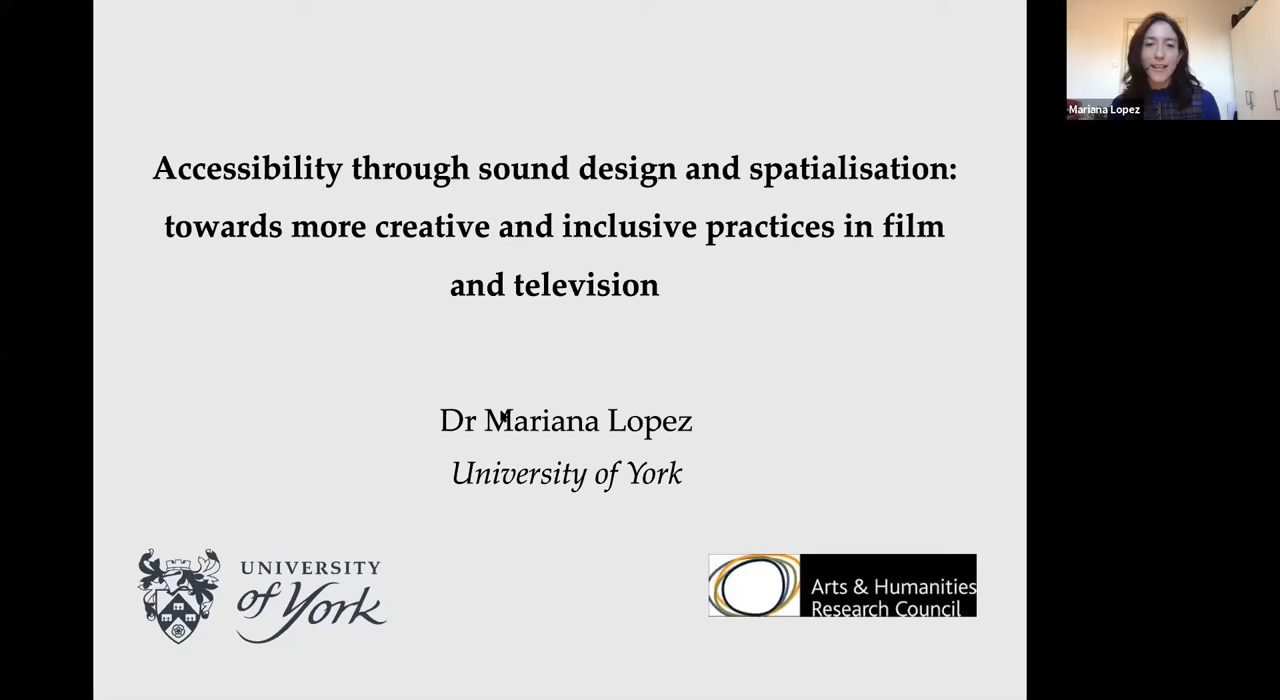 Mariana Lopez
Accessibility through sound design and spatialisation:
towards more creative and inclusive practices in film
and television
Dr Mariana Lopez
University of York
UNIVERSITY
of York
Arts & Humanities
Research Council